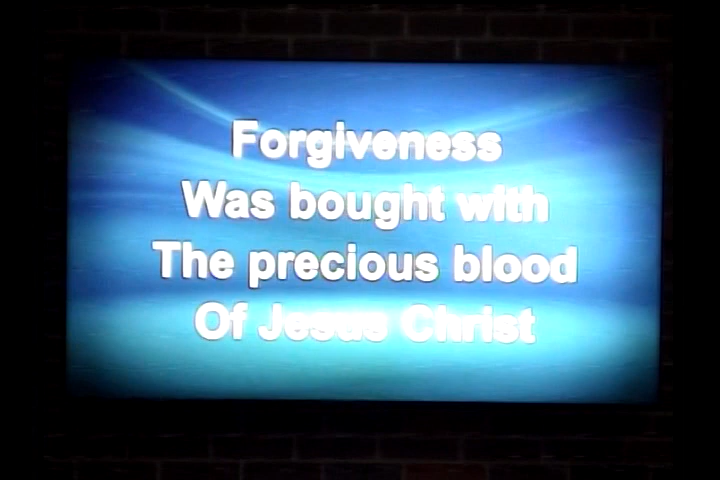 Forgiveness
Was bought with
The precious blood
Of Jesus Christ